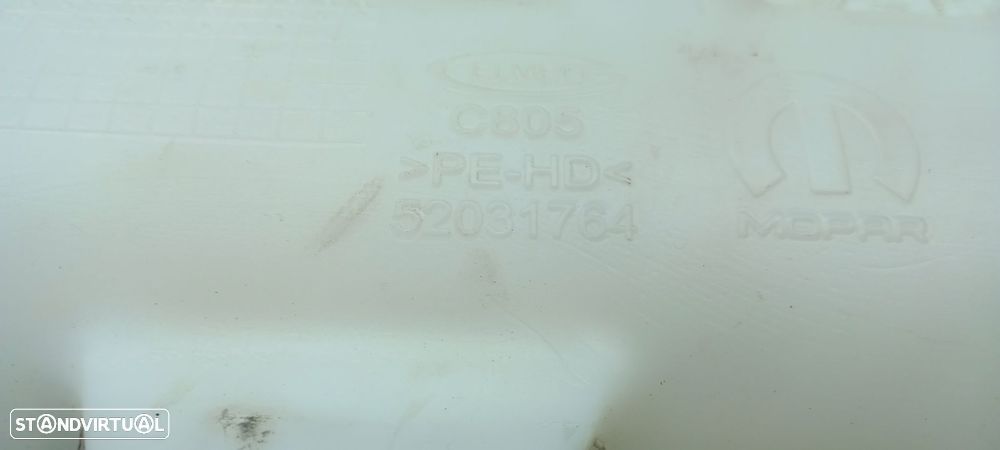 C805
>PE-HD<
52031764
MOPAR
STANDVIRTUAL